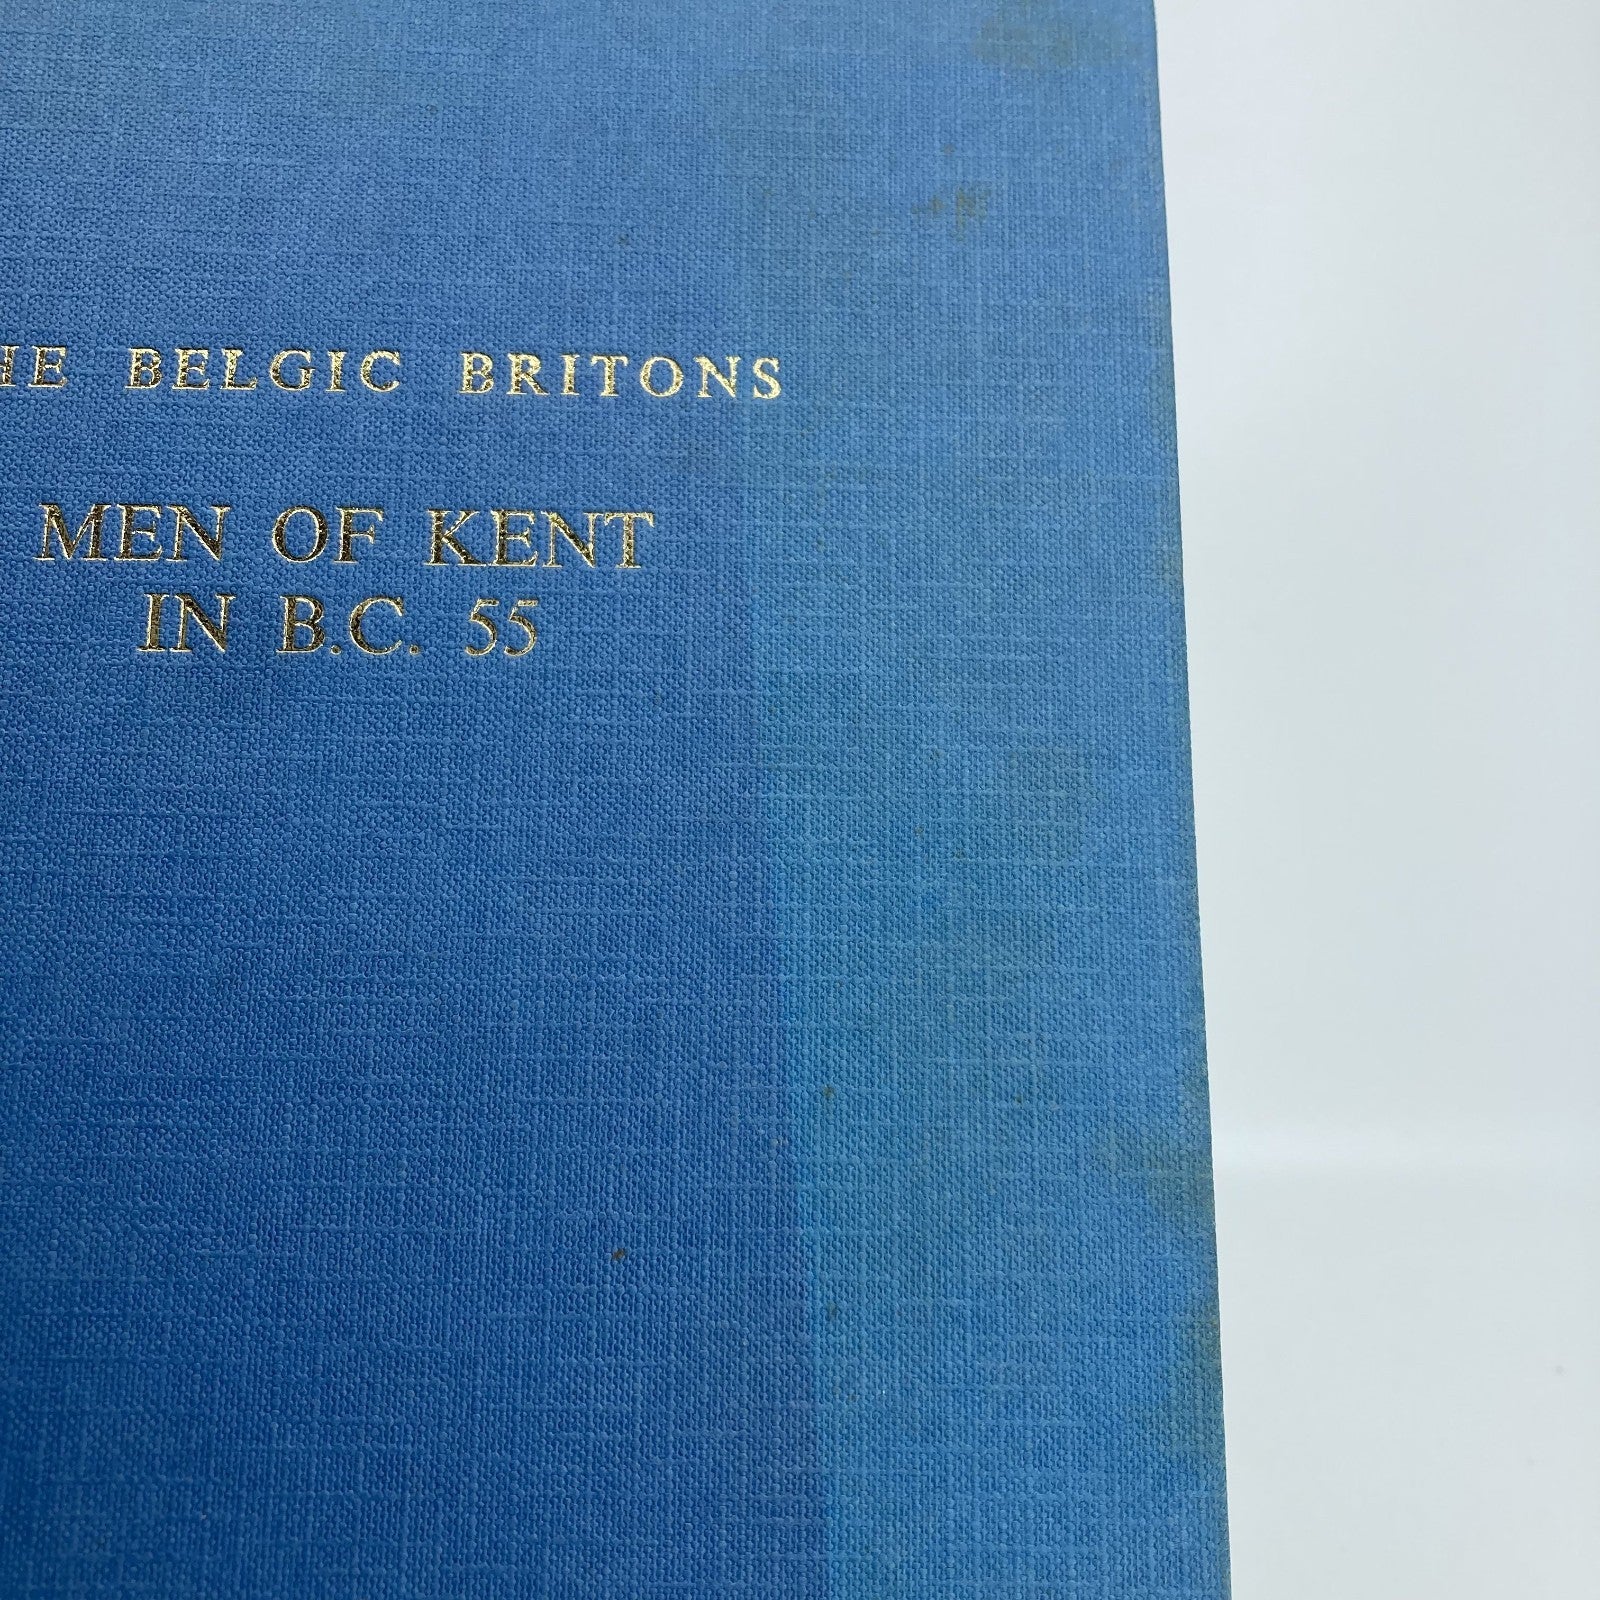 HE BELGIC BRITONS
MEN OF KENT
IN B.C. 55